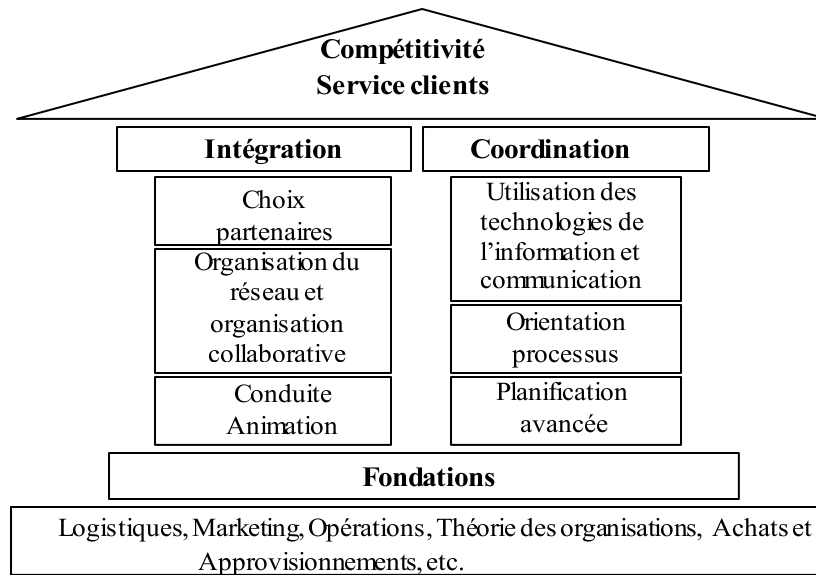 Compétitivité
Service clients
Intégration
Coordination
Choix
partenaires
Organisation du
réseau et
organisation
collaborative
Conduite
Animation
Utilisation des
technologies de
l'information et
communication
Orientation
processus
Planification
avancée
Fondations
Logistiques, Marketing, Opérations, Théorie des organisations, Achats et
Approvisionnements, etc.